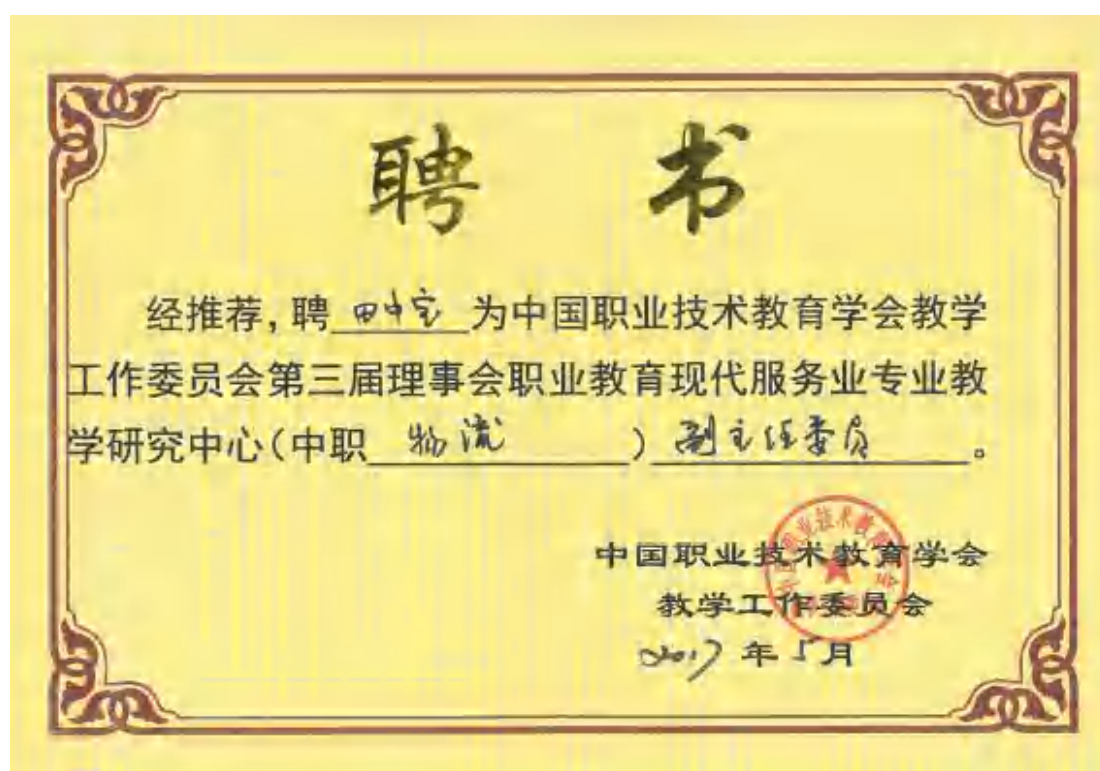 聘 书
经推荐，聘 田中宝 为中国职业技术教育学会教学
工作委员会第三届理事会职业教育现代服务业专业教
学研究中心（中职 物流 ） 副主任委员 。
中国职业技术教育学会
教学工作委员会
2017 年 5 月